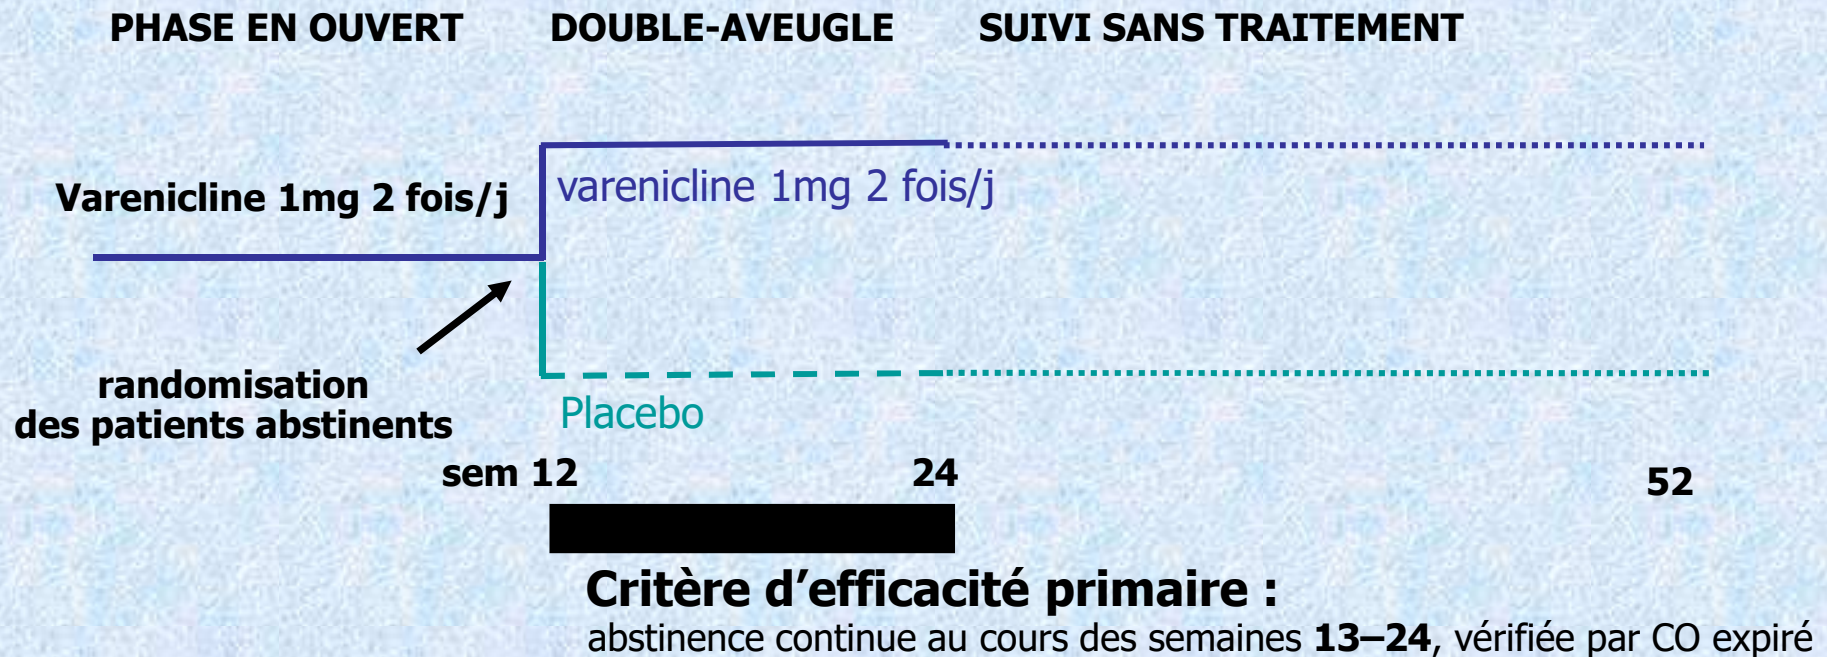 PHASE EN OUVERT DOUBLE-AVEUGLE SUIVI SANS TRAITEMENT
Varenicline 1mg 2 fois/j
varenicline 1mg 2 fois/j
randomisation
des patients abstinents
Placebo
sem 12 24 52
Critère d'efficacité primaire :
abstinence continue au cours des semaines 13–24, vérifiée par CO expiré